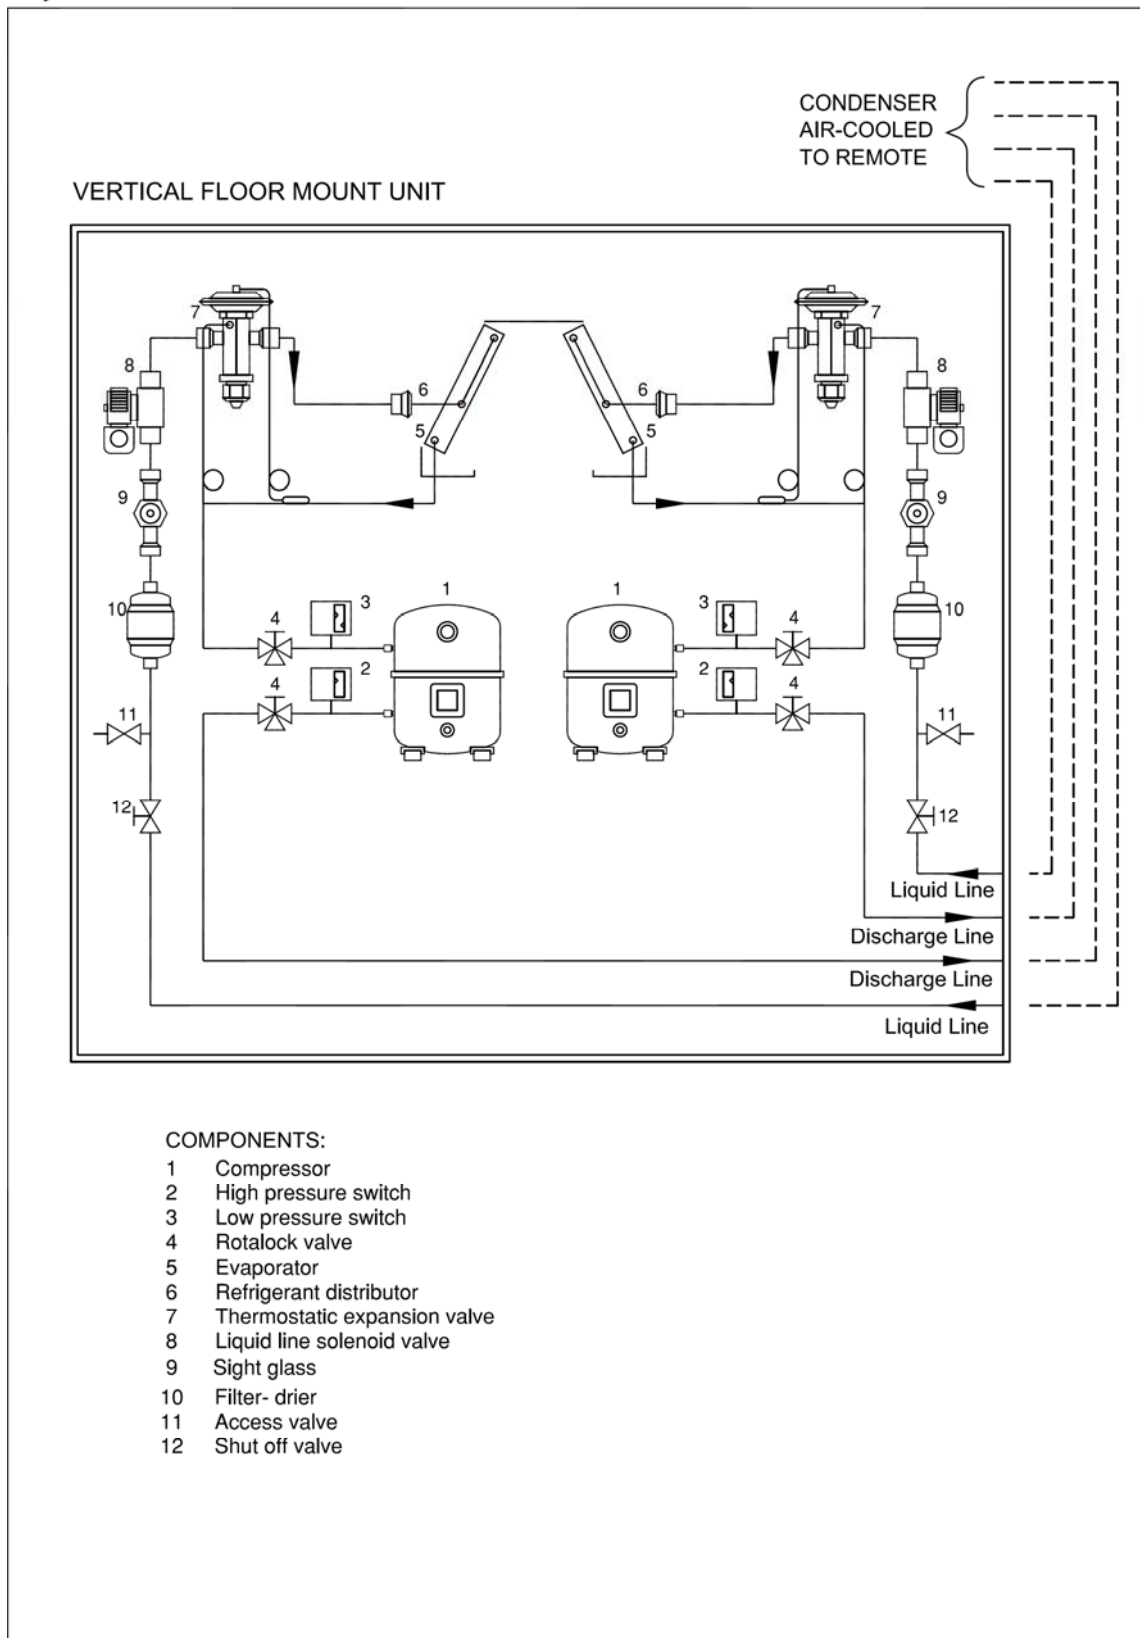 CONDENSER
AIR-COOLED
TO REMOTE
VERTICAL FLOOR MOUNT UNIT
7
7
8
8
6
6
5
5
9
9
10
3
1
1
3
10
4
4
2
2
4
4
11
11
12
12
Liquid Line
Discharge Line
Discharge Line
Liquid Line
COMPONENTS:
1 Compressor
2 High pressure switch
3 Low pressure switch
4 Rotalock valve
5 Evaporator
6 Refrigerant distributor
7 Thermostatic expansion valve
8 Liquid line solenoid valve
9 Sight glass
10 Filter- drier
11 Access valve
12 Shut off valve